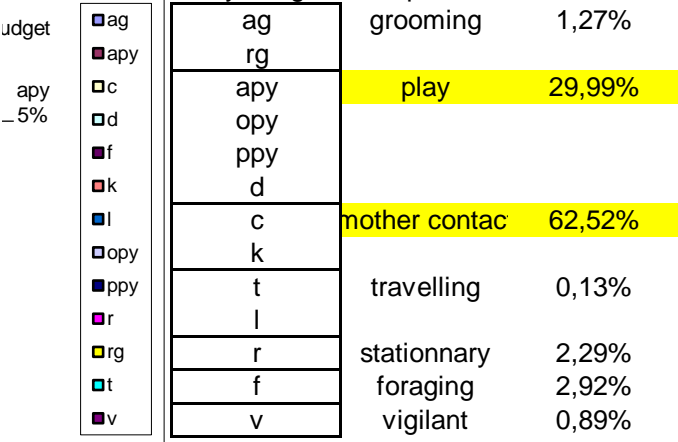 udget
apy
5%
ag
apy
c
d
f
k
l
opy
ppy
r
rg
t
v
ag grooming 1,27%
rg
apy play 29,99%
opy
ppy
d
c mother contac 62,52%
k
t travelling 0,13%
l
r stationnary 2,29%
f foraging 2,92%
v vigilant 0,89%